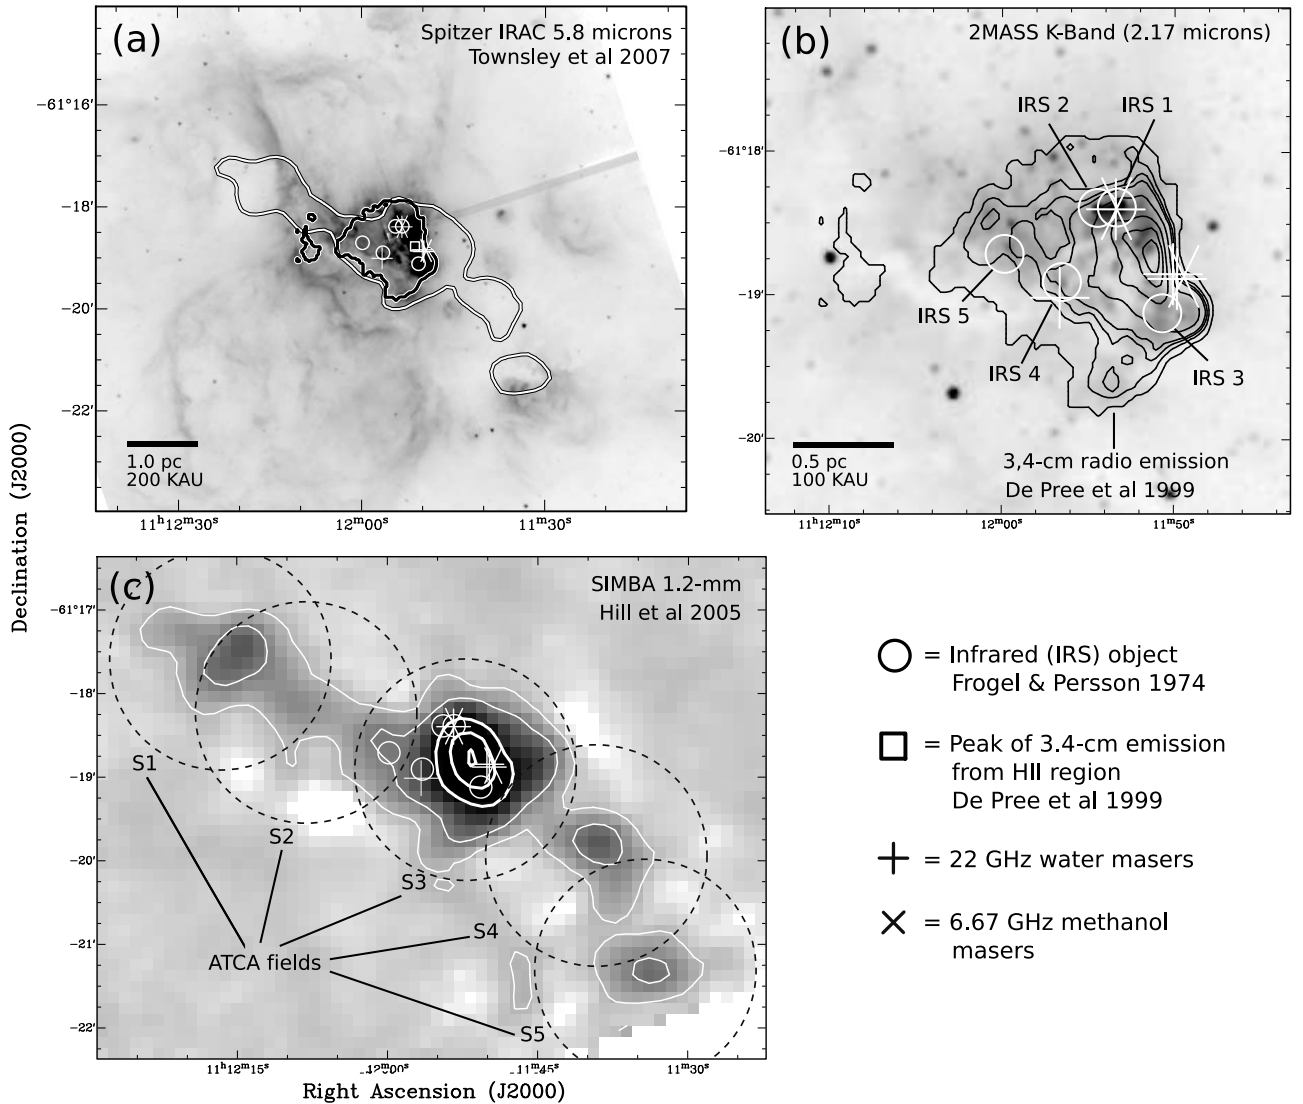 (a)
Spitzer IRAC 5.8 microns
Townsley et al 2007
−61°16′
−18′
−20′
−22′
1.0 pc
200 KAU
11ʰ12ᵐ30ˢ
12ᵐ00ˢ
11ᵐ30ˢ
(b)
2MASS K-Band (2.17 microns)
IRS 2
IRS 1
−61°18′
−19′
−20′
IRS 5
IRS 4
IRS 3
0.5 pc
100 KAU
3,4-cm radio emission
De Pree et al 1999
11ʰ12ᵐ10ˢ
12ᵐ00ˢ
11ᵐ50ˢ
Declination (J2000)
(c)
SIMBA 1.2-mm
Hill et al 2005
−61°17′
−18′
−19′
−20′
−21′
−22′
S1
S2
S3
S4
S5
ATCA fields
11ʰ12ᵐ15ˢ
12ᵐ00ˢ
11ᵐ45ˢ
11ᵐ30ˢ
Right Ascension (J2000)
= Infrared (IRS) object
Frogel & Persson 1974
= Peak of 3.4-cm emission
from HII region
De Pree et al 1999
= 22 GHz water masers
= 6.67 GHz methanol
masers